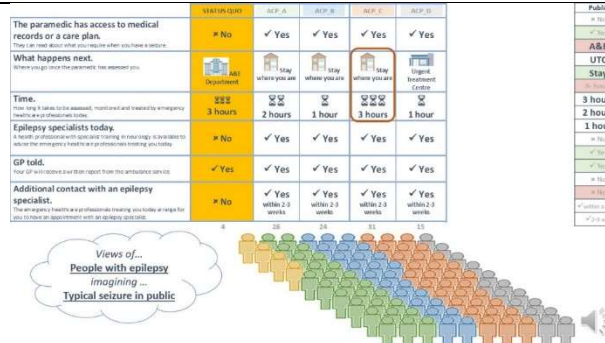 STATUS QUO ACP_A ACP_B ACP_C ACP_D
The paramedic has access to medical
records or a care plan.
They can read about what you require when you have a seizure.
× No ✓ Yes ✓ Yes ✓ Yes ✓ Yes
What happens next.
Where you go once the paramedic has assessed you.
A&E
Department
Stay
where you are
Stay
where you are
Stay
where you are
Urgent
Treatment
Centre
Time.
How long it takes to be assessed, monitored and treated by emergency
healthcare professionals today.
3 hours 2 hours 1 hour 3 hours 1 hour
Epilepsy specialists today.
A health professional with specialist training in neurology is available to
advise the emergency healthcare professionals treating you today
× No ✓ Yes ✓ Yes ✓ Yes ✓ Yes
GP told.
Your GP will receive a written report from the ambulance service
✓ Yes ✓ Yes ✓ Yes ✓ Yes ✓ Yes
Additional contact with an epilepsy
specialist.
The emergency healthcare professionals treating you today arrange for
you to have an appointment with an epilepsy specialist.
× No
✓ Yes
within 2-3
weeks
✓ Yes
within 2-3
weeks
✓ Yes
within 2-3
weeks
✓ Yes
within 2-3
weeks
4 26 24 31 15
Views of...
People with epilepsy
imagining ...
Typical seizure in public
Public
× No
✓ Yes
A&E
UTC
Stay
3 hou
2 hou
1 hou
× No
✓ Yes
✓ Yes
× No